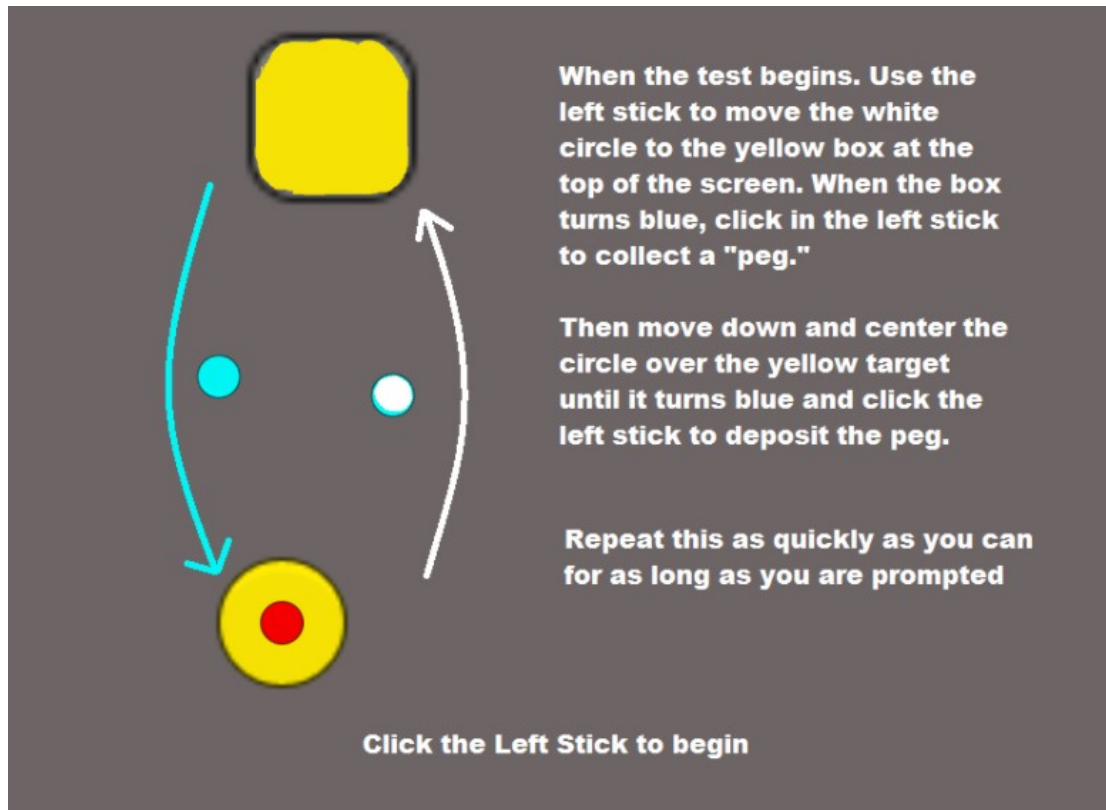 When the test begins. Use the
left stick to move the white
circle to the yellow box at the
top of the screen. When the box
turns blue, click in the left stick
to collect a "peg."
Then move down and center the
circle over the yellow target
until it turns blue and click the
left stick to deposit the peg.
Repeat this as quickly as you can
for as long as you are prompted
Click the Left Stick to begin